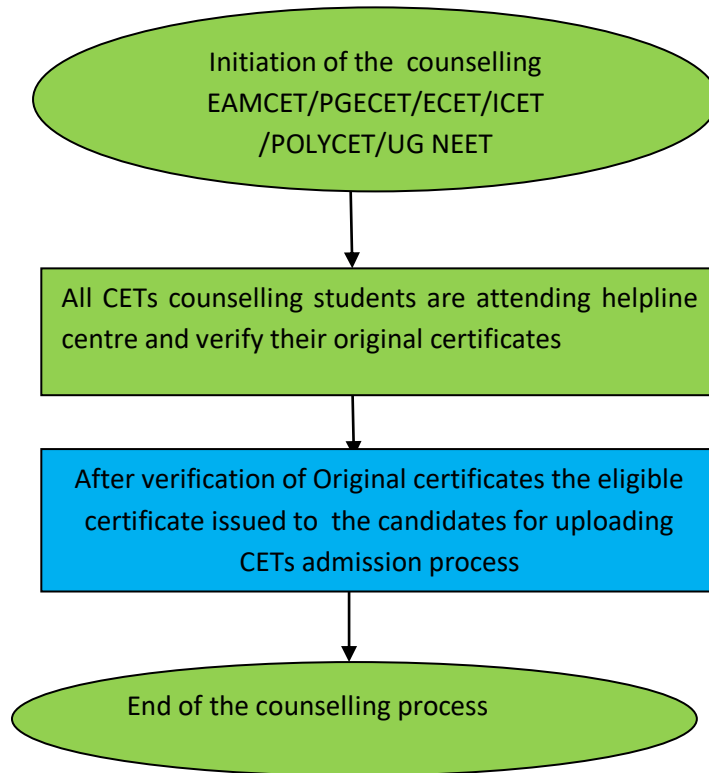 Initiation of the counselling
EAMCET/PGECET/ECET/ICET
/POLYCET/UG NEET
All CETs counselling students are attending helpline
centre and verify their original certificates
After verification of Original certificates the eligible
certificate issued to the candidates for uploading
CETs admission process
End of the counselling process